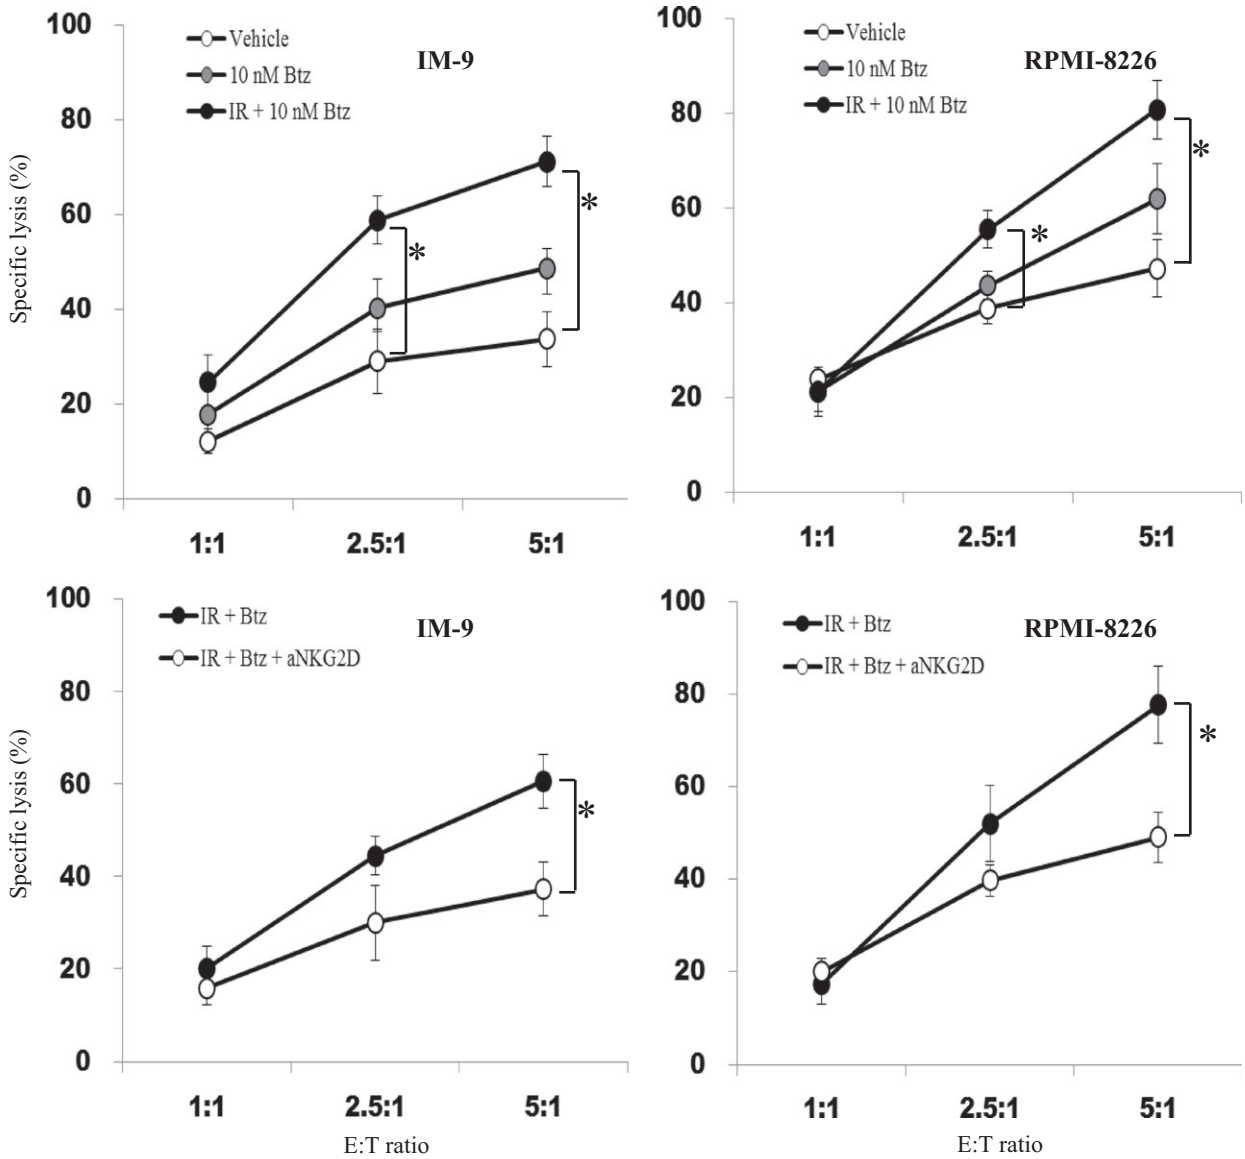 100
80
60
40
20
0
Specific lysis (%)
Vehicle
10 nM Btz
IR + 10 nM Btz
IM-9
*
*
1:1
2.5:1
5:1
100
80
60
40
20
0
Vehicle
10 nM Btz
IR + 10 nM Btz
RPMI-8226
*
*
1:1
2.5:1
5:1
100
80
60
40
20
0
Specific lysis (%)
IR + Btz
IR + Btz + aNKG2D
IM-9
*
1:1
2.5:1
5:1
E:T ratio
100
80
60
40
20
0
IR + Btz
IR + Btz + aNKG2D
RPMI-8226
*
1:1
2.5:1
5:1
E:T ratio